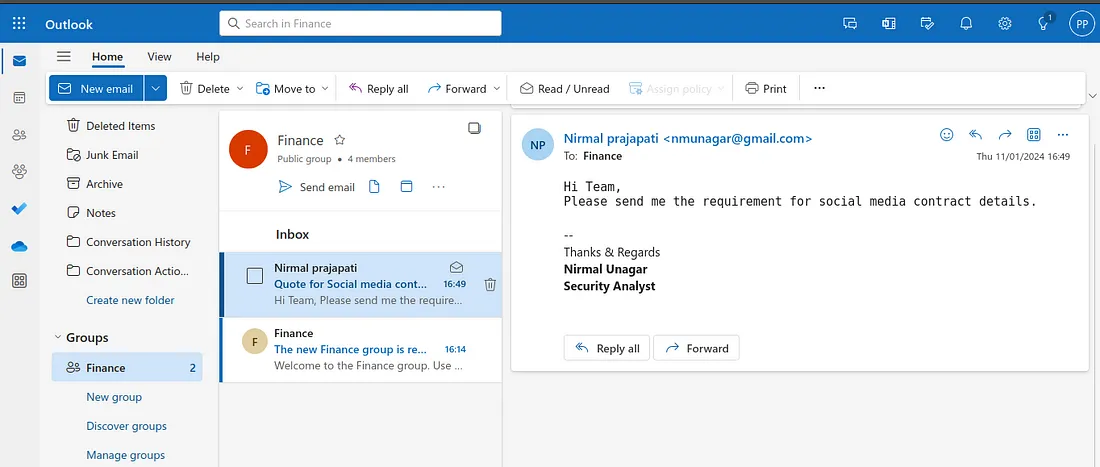 Outlook
Search in Finance
1
PP
Home View Help
New email Delete Move to Reply all Forward Read / Unread Assign policy Print ...
Deleted Items
Junk Email
Archive
Notes
Conversation History
Conversation Actio...
Create new folder
Groups
Finance 2
New group
Discover groups
Manage groups
F
Finance
Public group • 4 members
Send email ...
Inbox
Nirmal prajapati
Quote for Social media cont... 16:49
Hi Team, Please send me the require...
F
Finance
The new Finance group is re... 16:14
Welcome to the Finance group. Use ...
NP
Nirmal prajapati <nmunagar@gmail.com>
To: Finance
Thu 11/01/2024 16:49
Hi Team,
Please send me the requirement for social media contract details.
--
Thanks & Regards
Nirmal Unagar
Security Analyst
Reply all Forward